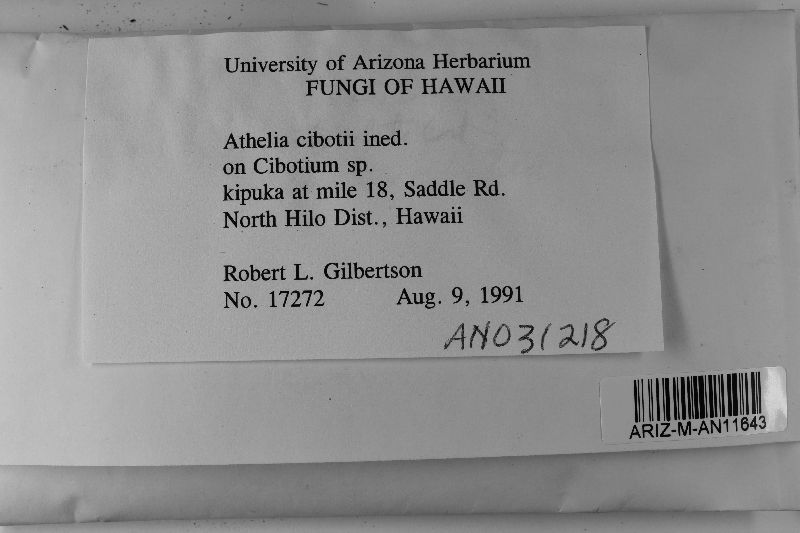 University of Arizona Herbarium
FUNGI OF HAWAII
Athelia cibotii ined.
on Cibotium sp.
kipuka at mile 18, Saddle Rd.
North Hilo Dist., Hawaii
Robert L. Gilbertson
No. 17272 Aug. 9, 1991
AN031218
ARIZ-M-AN11643